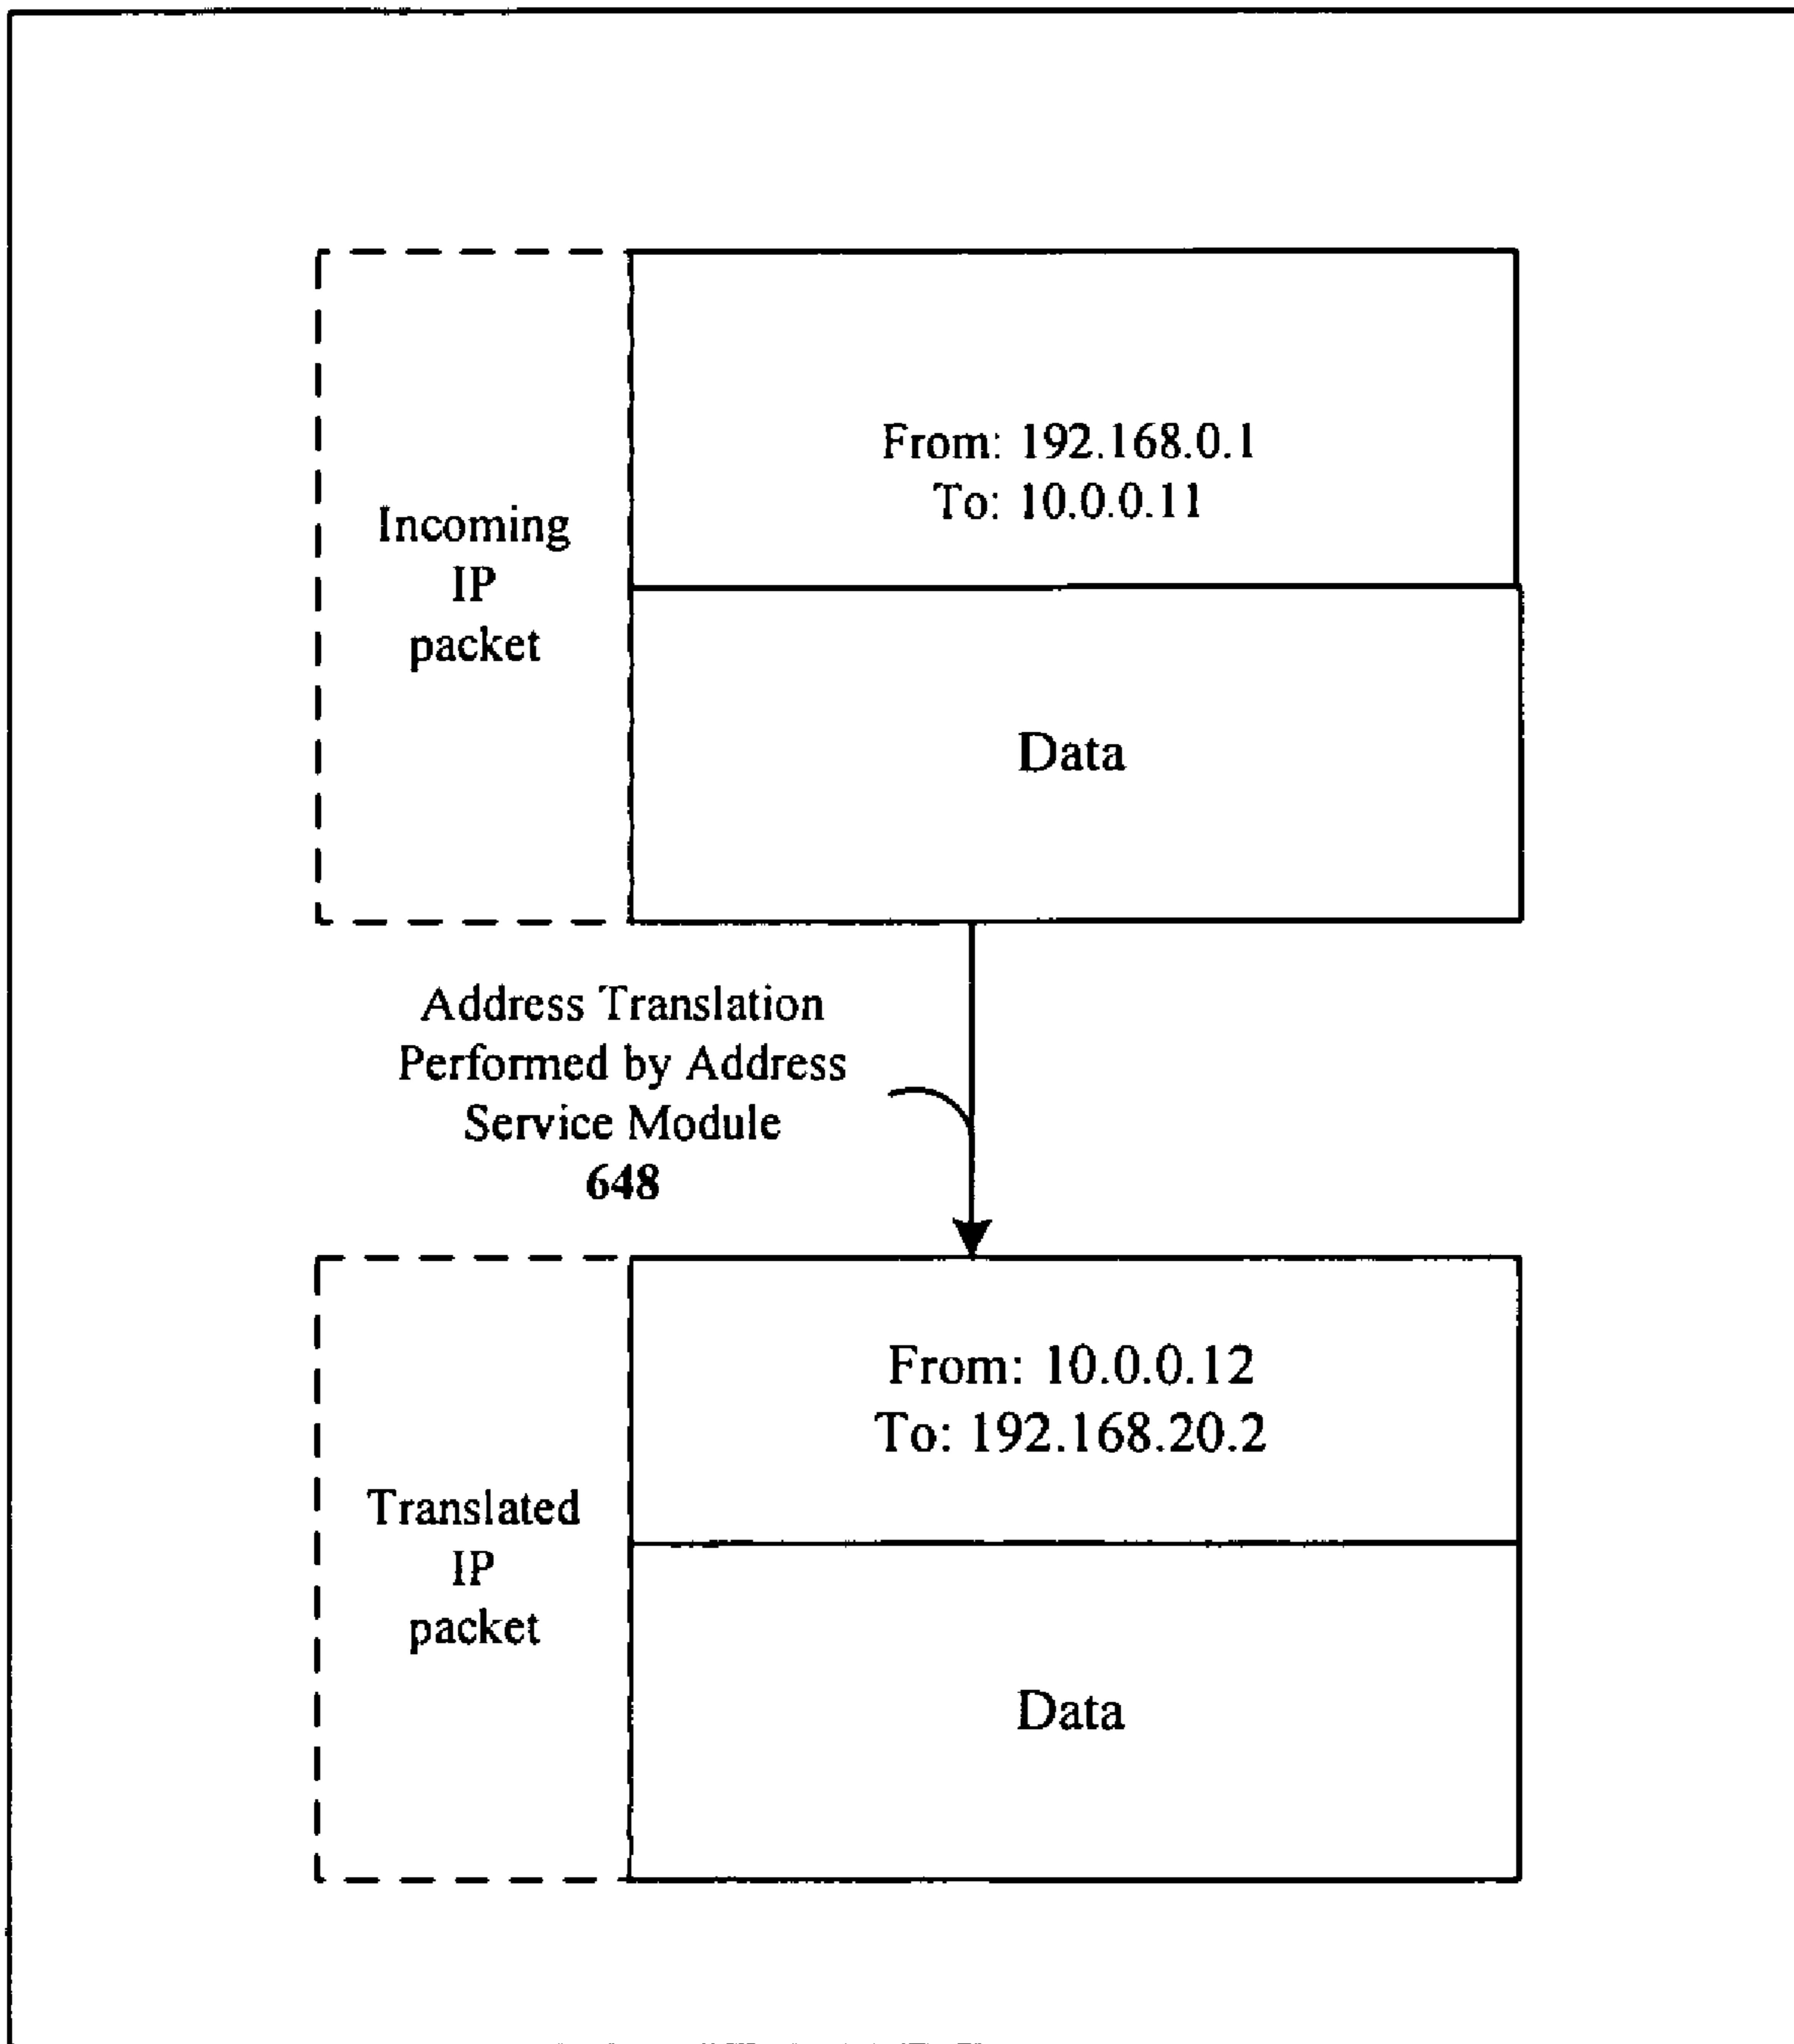 From: 192.168.0.1
To: 10.0.0.11
Incoming
IP
packet
Data
Address Translation
Performed by Address
Service Module
648
From: 10.0.0.12
To: 192.168.20.2
Translated
IP
packet
Data